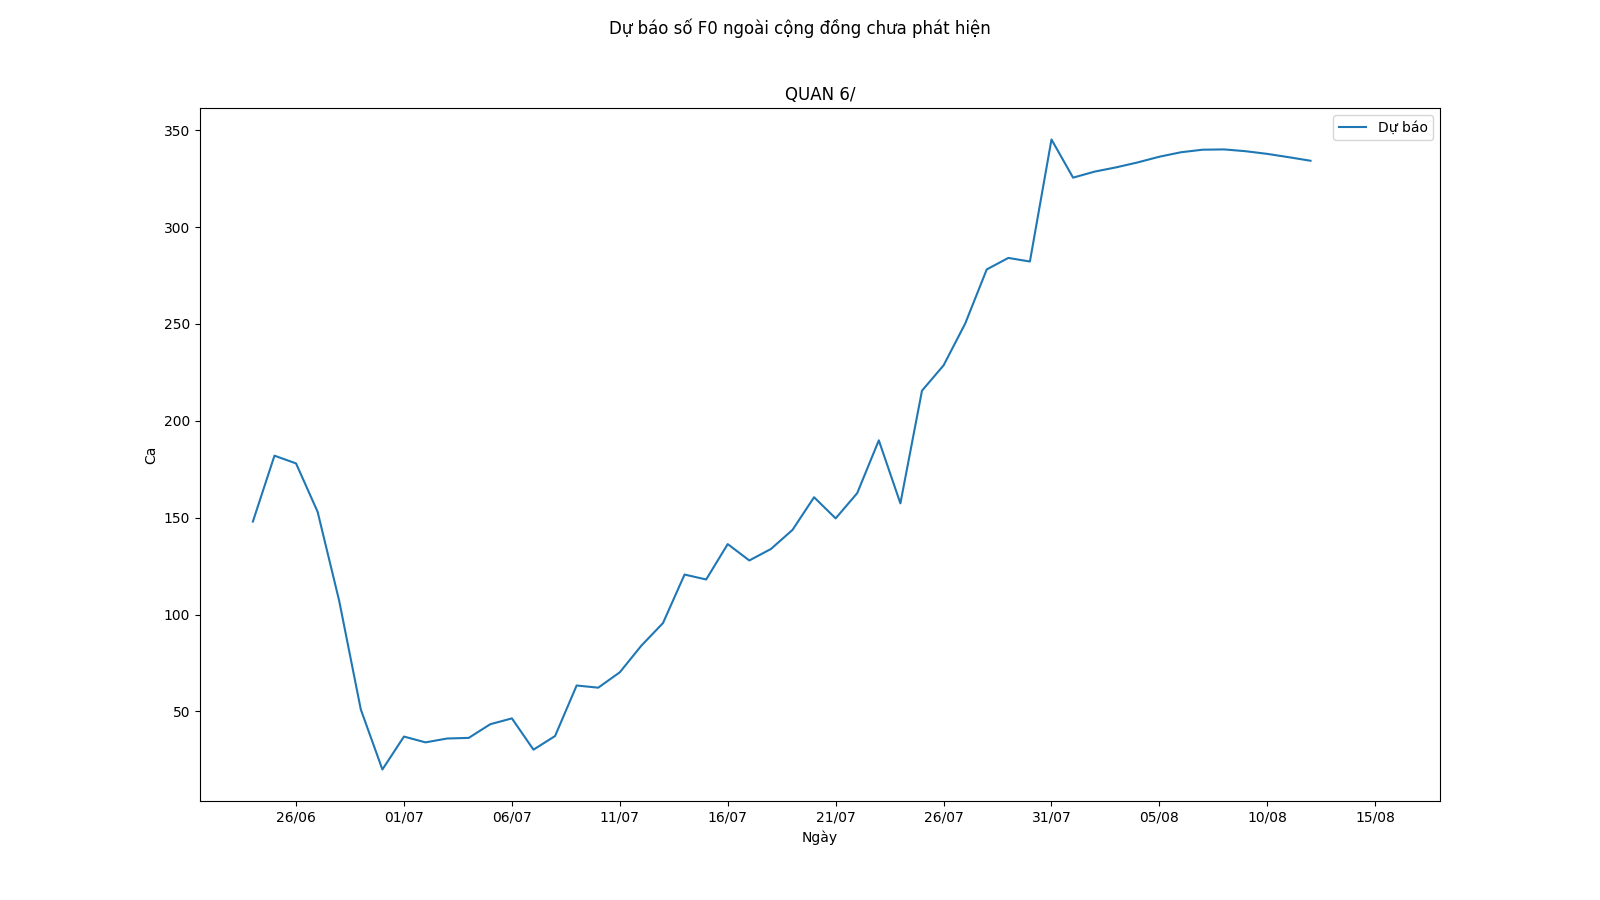 Dự báo số F0 ngoài cộng đồng chưa phát hiện
QUAN 6/
Dự báo
350
300
250
200
150
100
50
Ca
26/06 01/07 06/07 11/07 16/07 21/07 26/07 31/07 05/08 10/08 15/08
Ngày